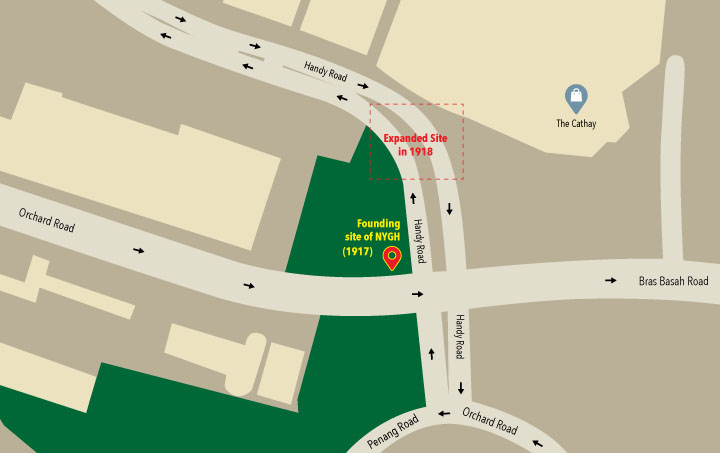 Handy Road
The Cathay
Expanded Site
in 1918
Orchard Road
Founding
site of NYGH
(1917)
Handy Road
Bras Basah Road
Handy Road
Penang Road
Orchard Road